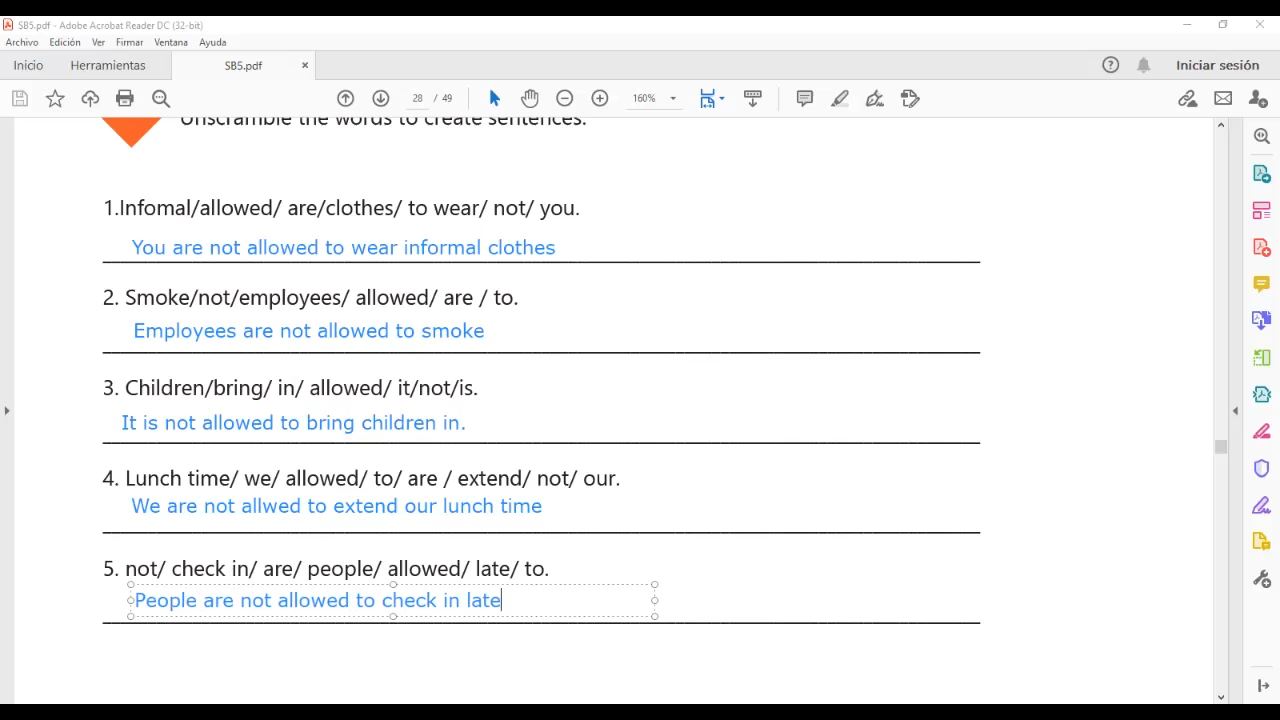 SB5.pdf - Adobe Acrobat Reader DC (32-bit)
Archivo Edición Ver Firmar Ventana Ayuda
Inicio Herramientas SB5.pdf × Iniciar sesión
28 / 49 160%
Unscramble the words to create sentences.
1.Infomal/allowed/ are/clothes/ to wear/ not/ you.
You are not allowed to wear informal clothes
2. Smoke/not/employees/ allowed/ are / to.
Employees are not allowed to smoke
3. Children/bring/ in/ allowed/ it/not/is.
It is not allowed to bring children in.
4. Lunch time/ we/ allowed/ to/ are / extend/ not/ our.
We are not allwed to extend our lunch time
5. not/ check in/ are/ people/ allowed/ late/ to.
People are not allowed to check in late